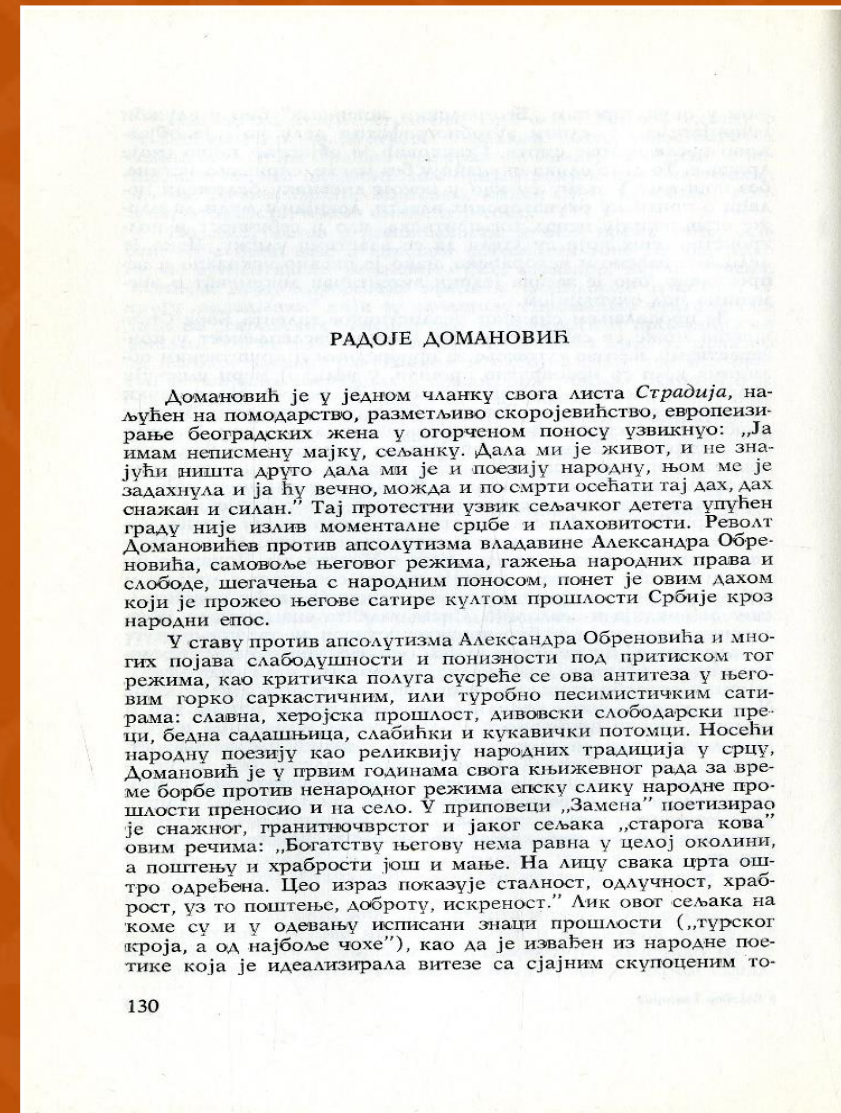 РАДОЈЕ ДОМАНОВИЋ
Домановић је у једном чланку свога листа Страдија, на-
љућен на помодарство, разметљиво скоројевићство, европеизи-
рање београдских жена у огорченом поносу узвикнуо: „Ја
имам неписмену мајку, сељанку. Дала ми је живот, и не зна-
јући ништа друго дала ми је и поезију народну, њом ме је
задахнула и ја ћу вечно, можда и по смрти осећати тај дах, дах
снажан и силан.” Тај протестни узвик сељачког детета упућен
граду није излив моменталне срџбе и плаховитости. Револт
Домановићев против апсолутизма владавине Александра Обре-
новића, самовоље његовог режима, гажења народних права и
слободе, шегачења с народним поносом, понет је овим дахом
који је прожео његове сатире култом прошлости Србије кроз
народни епос.
У ставу против апсолутизма Александра Обреновића и мно-
гих појава слабодушности и понизности под притиском тог
режима, као критичка полуга сусреће се ова антитеза у њего-
вим горко саркастичним, или туробно песимистичким сати-
рама: славна, херојска прошлост, дивовски слободарски пре-
ци, бедна садашњица, слабићки и кукавички потомци. Носећи
народну поезију као реликвију народних традиција у срцу,
Домановић је у првим годинама свога књижевног рада за вре-
ме борбе против ненародног режима епску слику народне про-
шлости преносио и на село. У приповеци „Замена” поетизирао
је снажног, гранитночврстог и јаког сељака „старога кова”
овим речима: „Богатству његову нема равна у целој околини,
а поштењу и храбрости још и мање. На лицу свака црта ош-
тро одређена. Цео израз показује сталност, одлучност, храб-
рост, уз то поштење, доброту, искреност.” Лик овог сељака на
коме су и у одевању исписани знаци прошлости („турског
кроја, а од најбоље чохе”), као да је извађен из народне пое-
тике која је идеализирала витезе са сјајним скупоценим то-
130